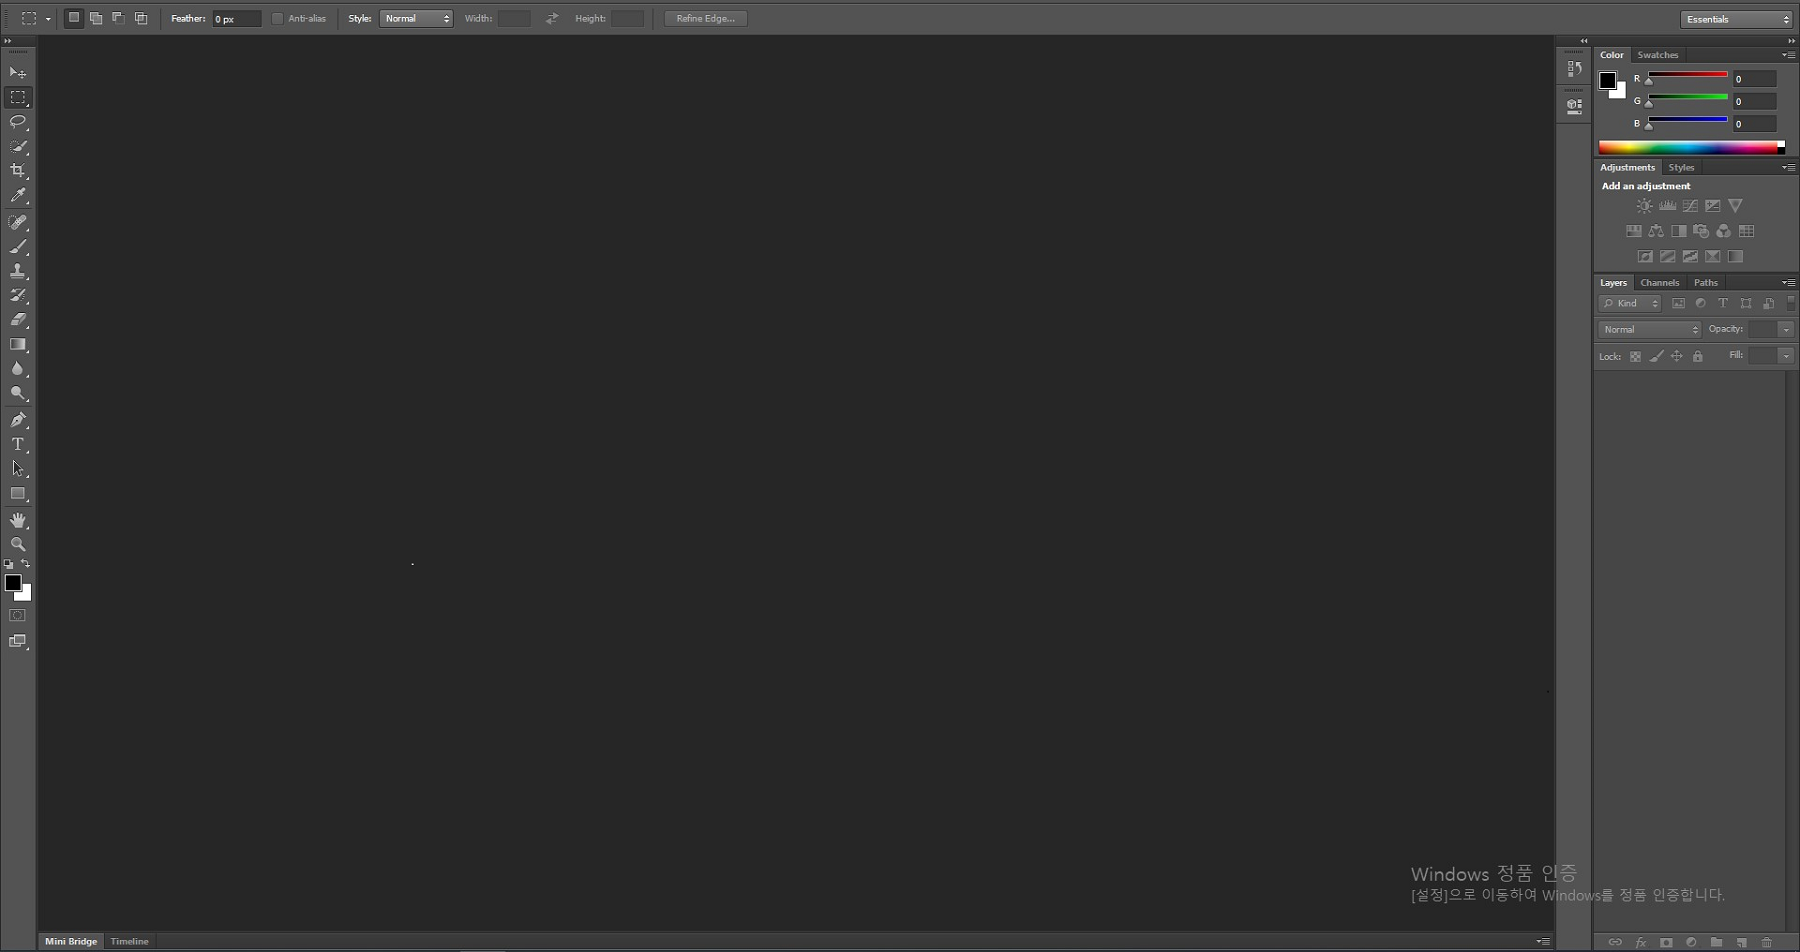 Feather: 0 px Anti-alias Style: Normal Width: Height: Refine Edge... Essentials
Color Swatches
R 0
G 0
B 0
Adjustments Styles
Add an adjustment
Layers Channels Paths
Kind
Normal Opacity:
Lock: Fill:
Windows 정품 인증
[설정]으로 이동하여 Windows를 정품 인증합니다.
Mini Bridge Timeline